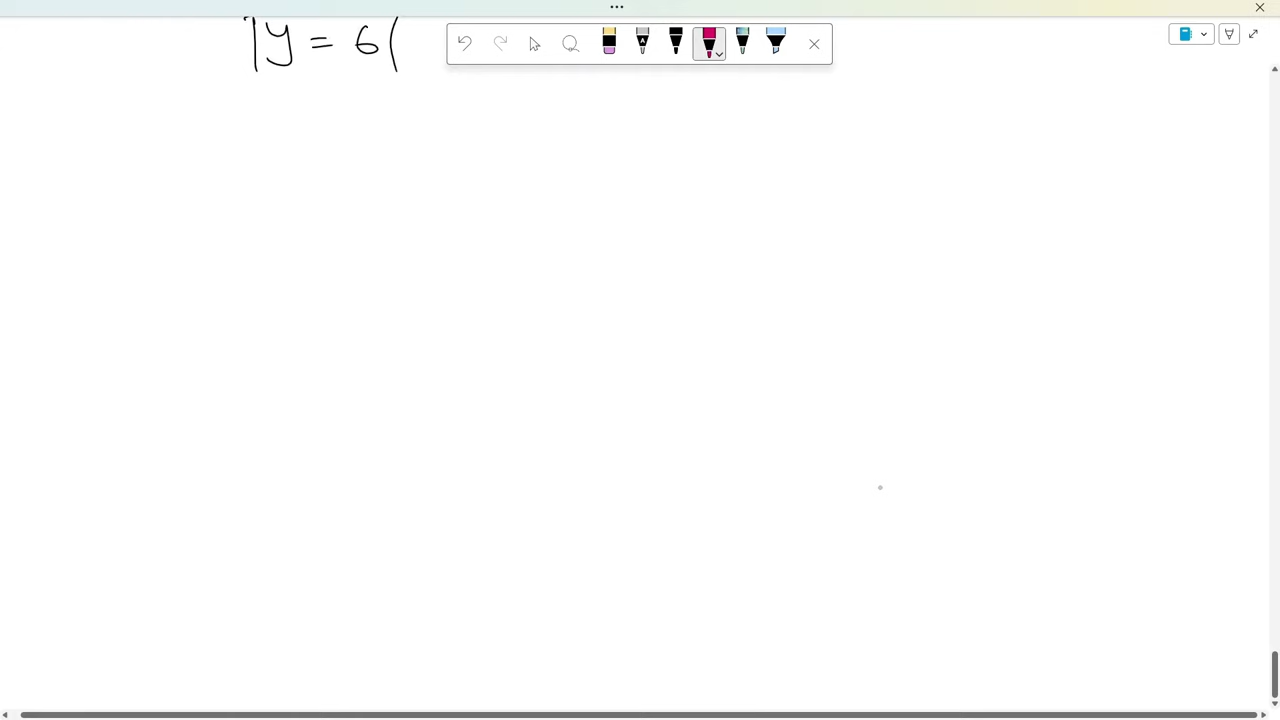 y = 6(